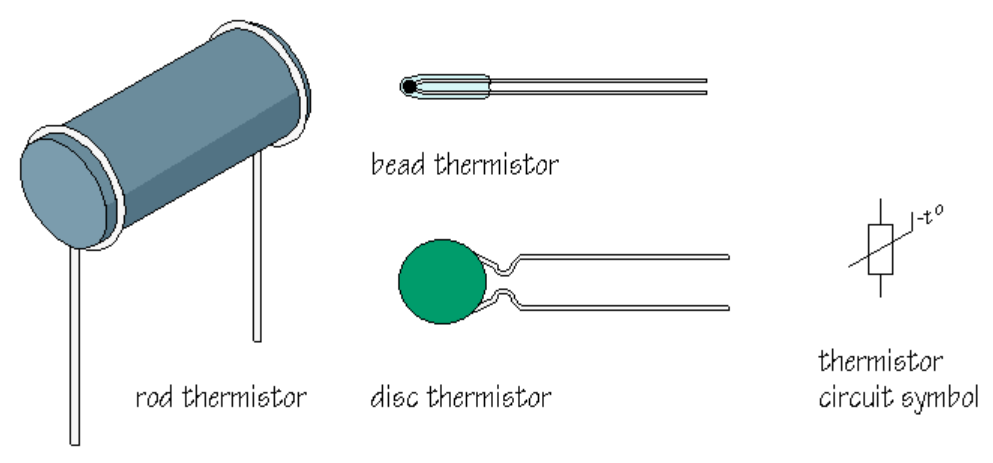 bead thermistor
-t°
rod thermistor
disc thermistor
thermistor
circuit symbol